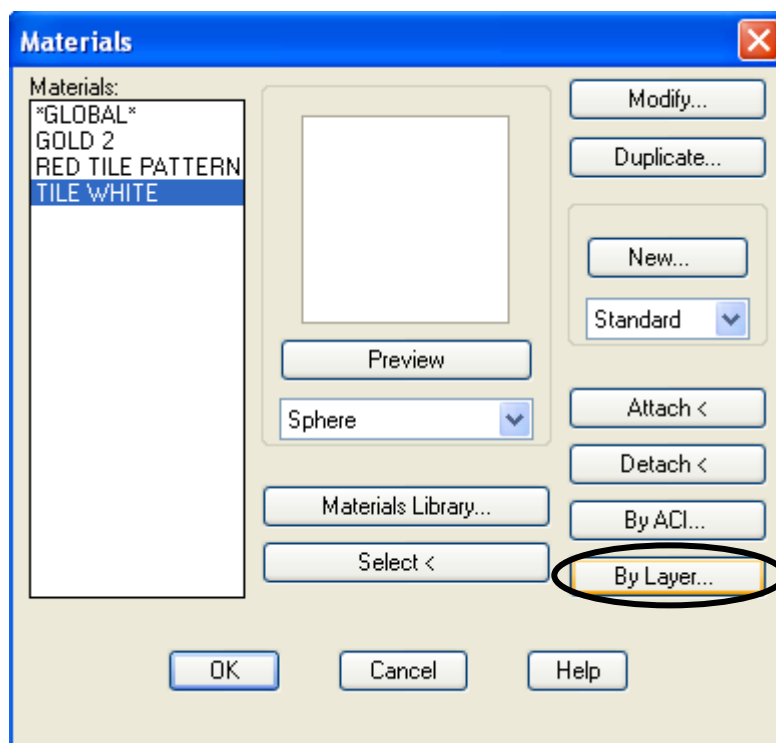 Materials
Materials:
*GLOBAL*
GOLD 2
RED TILE PATTERN
TILE WHITE
Preview
Sphere
Materials Library...
Select <
Modify...
Duplicate...
New...
Standard
Attach <
Detach <
By ACI...
By Layer...
OK
Cancel
Help